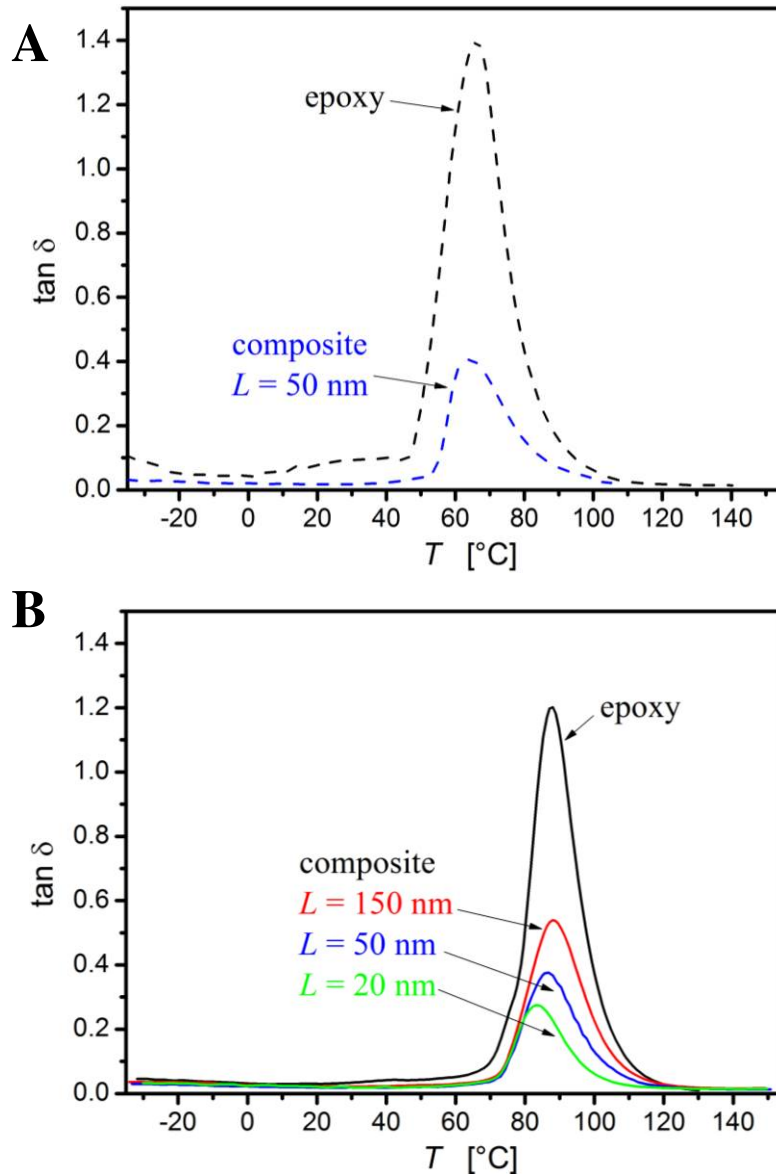 A
1.4
epoxy
1.2
1.0
0.8
tan δ
0.6
composite
0.4
L = 50 nm
0.2
0.0
-20 0 20 40 60 80 100 120 140
T [°C]
B
1.4
epoxy
1.2
1.0
0.8
tan δ
composite
0.6
L = 150 nm
L = 50 nm
0.4
L = 20 nm
0.2
0.0
-20 0 20 40 60 80 100 120 140
T [°C]